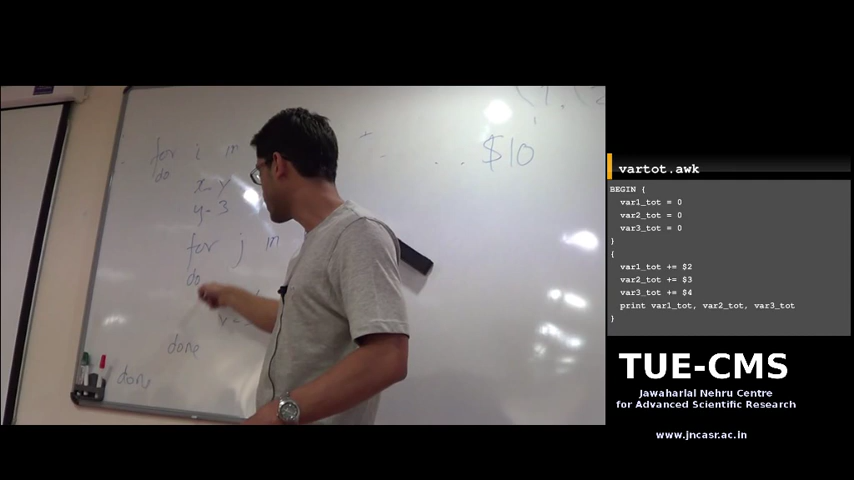 for i in
$10
do
x = y
y = 3
for j in
do
done
done
vartot.awk
BEGIN {
var1_tot = 0
var2_tot = 0
var3_tot = 0
}
{
var1_tot += $2
var2_tot += $3
var3_tot += $4
print var1_tot, var2_tot, var3_tot
}
TUE-CMS
Jawaharlal Nehru Centre
for Advanced Scientific Research
www.jncasr.ac.in